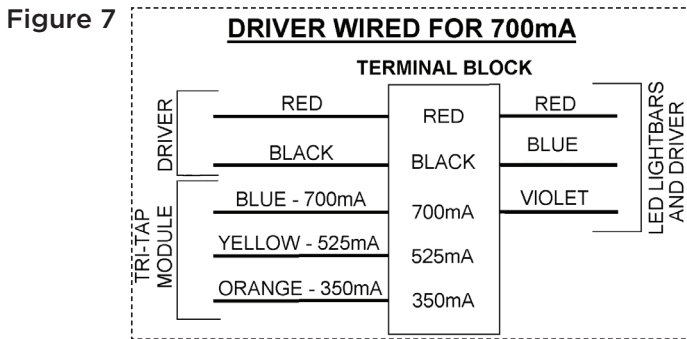 Figure 7
DRIVER WIRED FOR 700mA
TERMINAL BLOCK
DRIVER
RED
RED
RED
BLACK
BLACK
BLUE
TRI-TAP
MODULE
BLUE - 700mA
700mA
VIOLET
YELLOW - 525mA
525mA
ORANGE - 350mA
350mA
LED LIGHTBARS
AND DRIVER